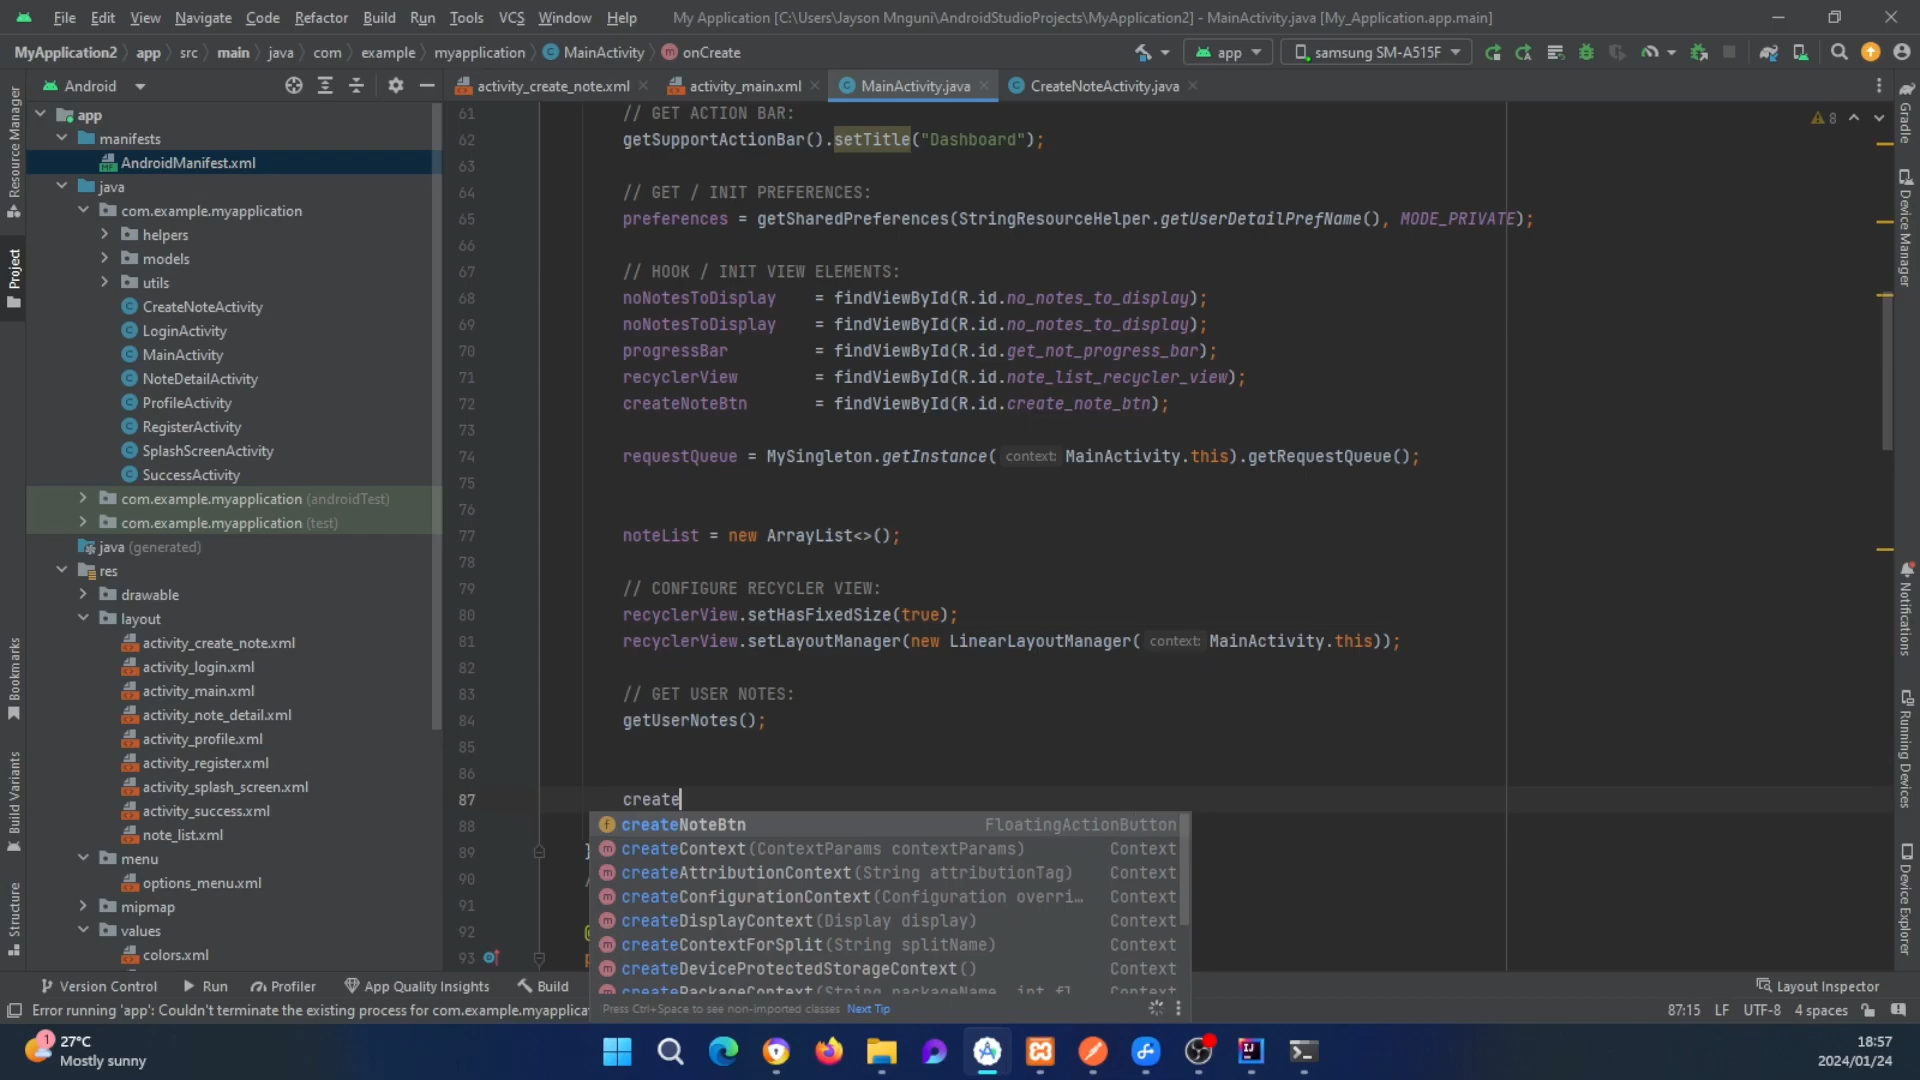 File Edit View Navigate Code Refactor Build Run Tools VCS Window Help My Application [C:\Users\Jayson Mnguni\AndroidStudioProjects\MyApplication2] - MainActivity.java [My_Application.app.main]
MyApplication2 app src main java com example myapplication MainActivity onCreate app samsung SM-A515F
Android activity_create_note.xml activity_main.xml MainActivity.java CreateNoteActivity.java
app
manifests
AndroidManifest.xml
java
com.example.myapplication
helpers
models
utils
CreateNoteActivity
LoginActivity
MainActivity
NoteDetailActivity
ProfileActivity
RegisterActivity
SplashScreenActivity
SuccessActivity
com.example.myapplication (androidTest)
com.example.myapplication (test)
java (generated)
res
drawable
layout
activity_create_note.xml
activity_login.xml
activity_main.xml
activity_note_detail.xml
activity_profile.xml
activity_register.xml
activity_splash_screen.xml
activity_success.xml
note_list.xml
menu
options_menu.xml
mipmap
values
colors.xml
Resource Manager
Project
Bookmarks
Build Variants
Structure
61 // GET ACTION BAR:
62 getSupportActionBar().setTitle("Dashboard");
63
64 // GET / INIT PREFERENCES:
65 preferences = getSharedPreferences(StringResourceHelper.getUserDetailPrefName(), MODE_PRIVATE);
66
67 // HOOK / INIT VIEW ELEMENTS:
68 noNotesToDisplay = findViewById(R.id.no_notes_to_display);
69 noNotesToDisplay = findViewById(R.id.no_notes_to_display);
70 progressBar = findViewById(R.id.get_not_progress_bar);
71 recyclerView = findViewById(R.id.note_list_recycler_view);
72 createNoteBtn = findViewById(R.id.create_note_btn);
73
74 requestQueue = MySingleton.getInstance( context: MainActivity.this).getRequestQueue();
75
76
77 noteList = new ArrayList<>();
78
79 // CONFIGURE RECYCLER VIEW:
80 recyclerView.setHasFixedSize(true);
81 recyclerView.setLayoutManager(new LinearLayoutManager( context: MainActivity.this));
82
83 // GET USER NOTES:
84 getUserNotes();
85
86
87 create
88
89 }
90
91
92
93
createNoteBtn FloatingActionButton
createContext(ContextParams contextParams) Context
createAttributionContext(String attributionTag) Context
createConfigurationContext(Configuration overri… Context
createDisplayContext(Display display) Context
createContextForSplit(String splitName) Context
createDeviceProtectedStorageContext() Context
createPackageContext(String packageName, int fl… Context
Press Ctrl+Space to see non-imported classes Next Tip
8
Gradle
Device Manager
Notifications
Running Devices
Device Explorer
Version Control Run Profiler App Quality Insights Build Layout Inspector
Error running 'app': Couldn't terminate the existing process for com.example.myapplica 87:15 LF UTF-8 4 spaces
1 27°C
Mostly sunny
18:57
2024/01/24